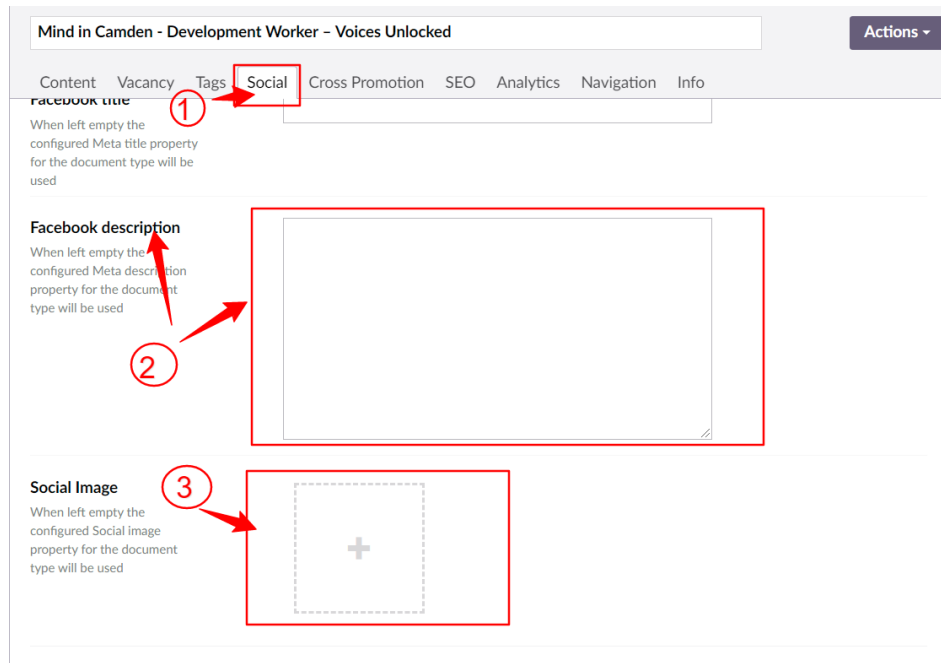 Mind in Camden - Development Worker – Voices Unlocked
Actions
Content Vacancy Tags Social Cross Promotion SEO Analytics Navigation Info
1
Facebook title
When left empty the
configured Meta title property
for the document type will be
used
Facebook description
When left empty the
configured Meta description
property for the document
type will be used
2
Social Image
3
When left empty the
configured Social image
property for the document
type will be used